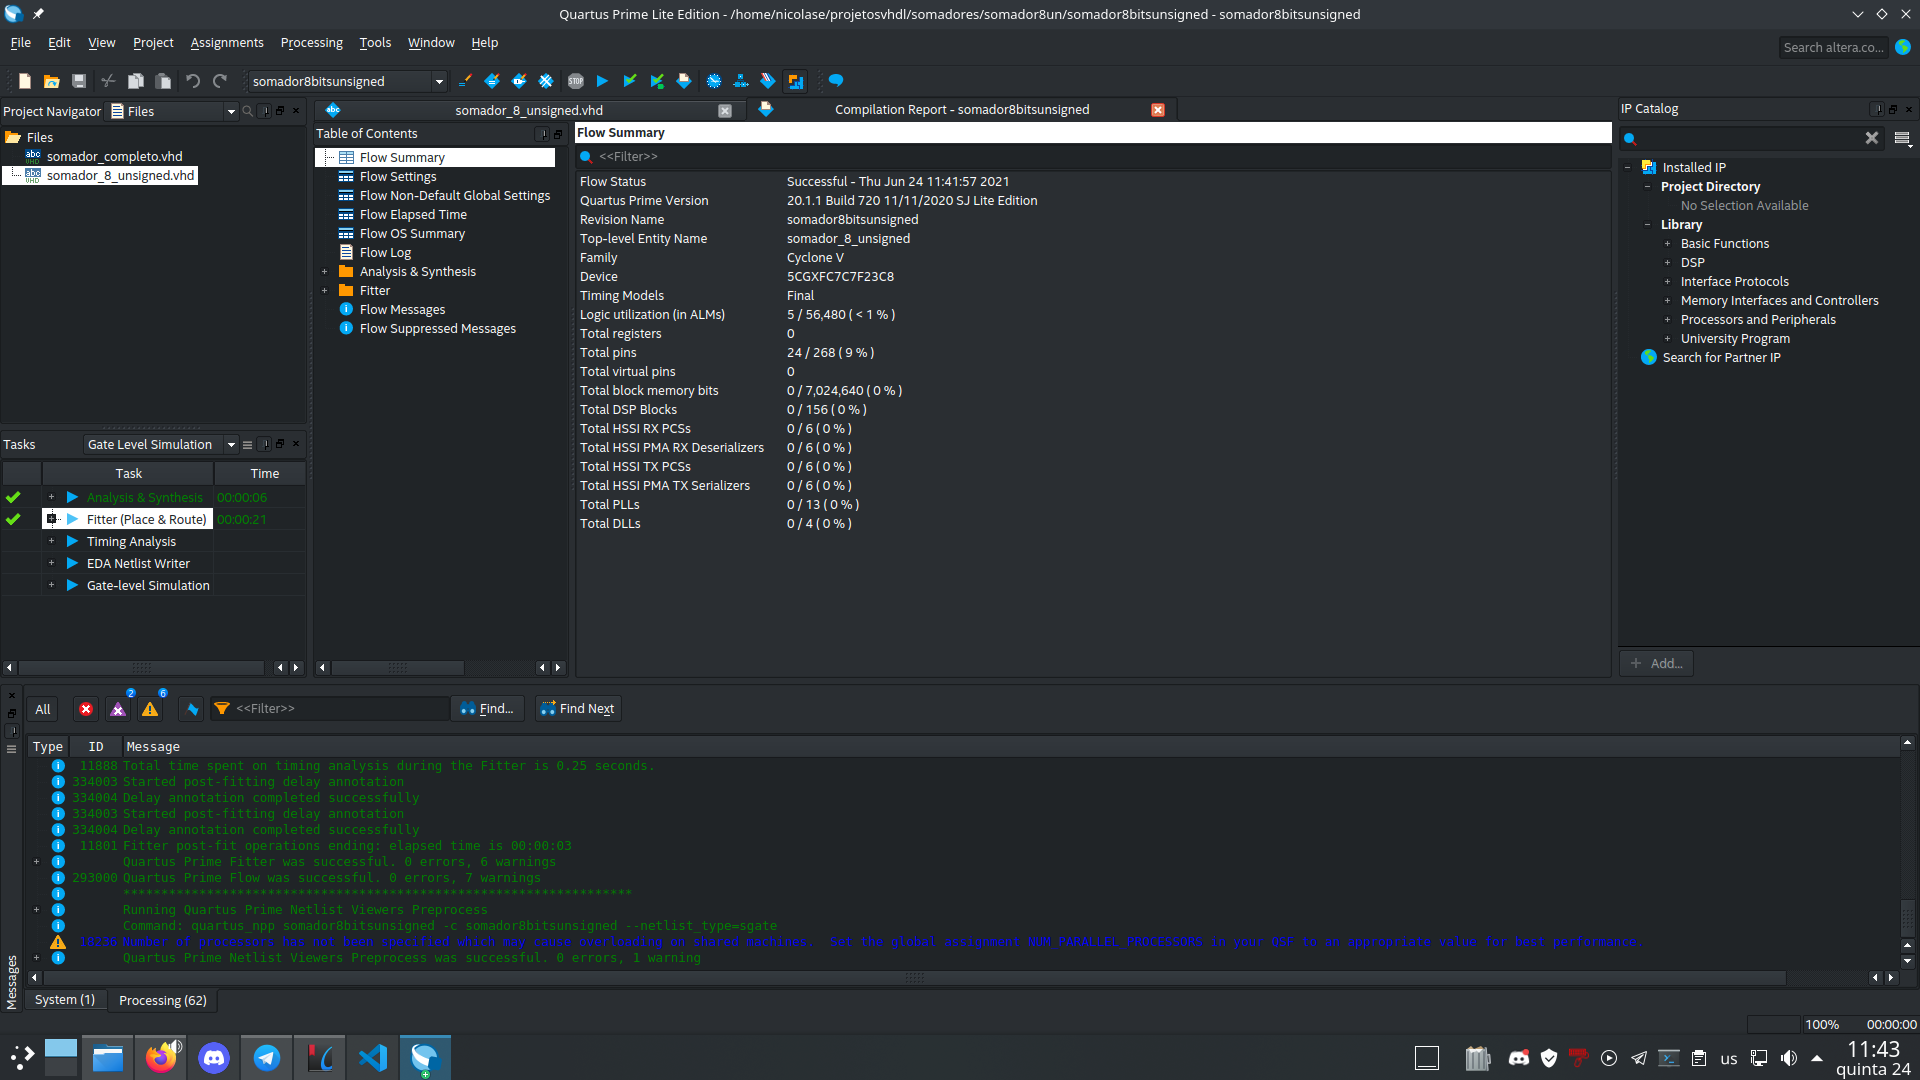 Quartus Prime Lite Edition - /home/nicolase/projetosvhdl/somadores/somador8un/somador8bitsunsigned - somador8bitsunsigned
File Edit View Project Assignments Processing Tools Window Help
Search altera.co...
somador8bitsunsigned
STOP
Project Navigator Files
Files
abc VHD somador_completo.vhd
abc VHD somador_8_unsigned.vhd
Tasks Gate Level Simulation
Task Time
Analysis & Synthesis 00:00:06
Fitter (Place & Route) 00:00:21
Timing Analysis
EDA Netlist Writer
Gate-level Simulation
abc somador_8_unsigned.vhd
Compilation Report - somador8bitsunsigned
Table of Contents
Flow Summary
Flow Settings
Flow Non-Default Global Settings
Flow Elapsed Time
Flow OS Summary
Flow Log
Analysis & Synthesis
Fitter
Flow Messages
Flow Suppressed Messages
Flow Summary
<<Filter>>
Flow Status Successful - Thu Jun 24 11:41:57 2021
Quartus Prime Version 20.1.1 Build 720 11/11/2020 SJ Lite Edition
Revision Name somador8bitsunsigned
Top-level Entity Name somador_8_unsigned
Family Cyclone V
Device 5CGXFC7C7F23C8
Timing Models Final
Logic utilization (in ALMs) 5 / 56,480 ( < 1 % )
Total registers 0
Total pins 24 / 268 ( 9 % )
Total virtual pins 0
Total block memory bits 0 / 7,024,640 ( 0 % )
Total DSP Blocks 0 / 156 ( 0 % )
Total HSSI RX PCSs 0 / 6 ( 0 % )
Total HSSI PMA RX Deserializers 0 / 6 ( 0 % )
Total HSSI TX PCSs 0 / 6 ( 0 % )
Total HSSI PMA TX Serializers 0 / 6 ( 0 % )
Total PLLs 0 / 13 ( 0 % )
Total DLLs 0 / 4 ( 0 % )
IP Catalog
Installed IP
Project Directory
No Selection Available
Library
Basic Functions
DSP
Interface Protocols
Memory Interfaces and Controllers
Processors and Peripherals
University Program
Search for Partner IP
+ Add...
All 2 6 <<Filter>> Find... Find Next
Type ID Message
11888 Total time spent on timing analysis during the Fitter is 0.25 seconds.
334003 Started post-fitting delay annotation
334004 Delay annotation completed successfully
334003 Started post-fitting delay annotation
334004 Delay annotation completed successfully
11801 Fitter post-fit operations ending: elapsed time is 00:00:03
Quartus Prime Fitter was successful. 0 errors, 6 warnings
293000 Quartus Prime Flow was successful. 0 errors, 7 warnings
*******************************************************************
Running Quartus Prime Netlist Viewers Preprocess
Command: quartus_npp somador8bitsunsigned -c somador8bitsunsigned --netlist_type=sgate
18236 Number of processors has not been specified which may cause overloading on shared machines. Set the global assignment NUM_PARALLEL_PROCESSORS in your QSF to an appropriate value for best performance.
Quartus Prime Netlist Viewers Preprocess was successful. 0 errors, 1 warning
Messages
System (1) Processing (62)
100% 00:00:00
us
11:43
quinta 24